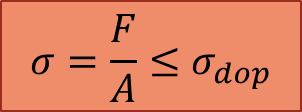 σ = F/A ≤ σ_dop